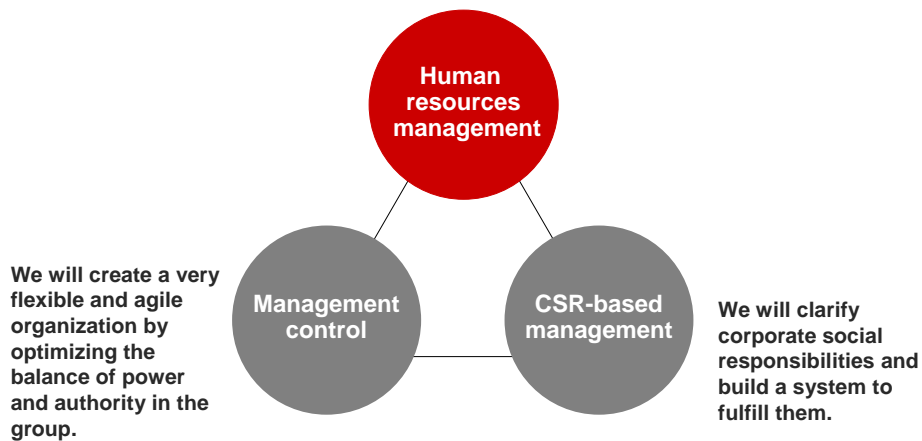 Human
resources
management
We will create a very
flexible and agile
organization by
optimizing the
balance of power
and authority in the
group.
Management
control
CSR-based
management
We will clarify
corporate social
responsibilities and
build a system to
fulfill them.